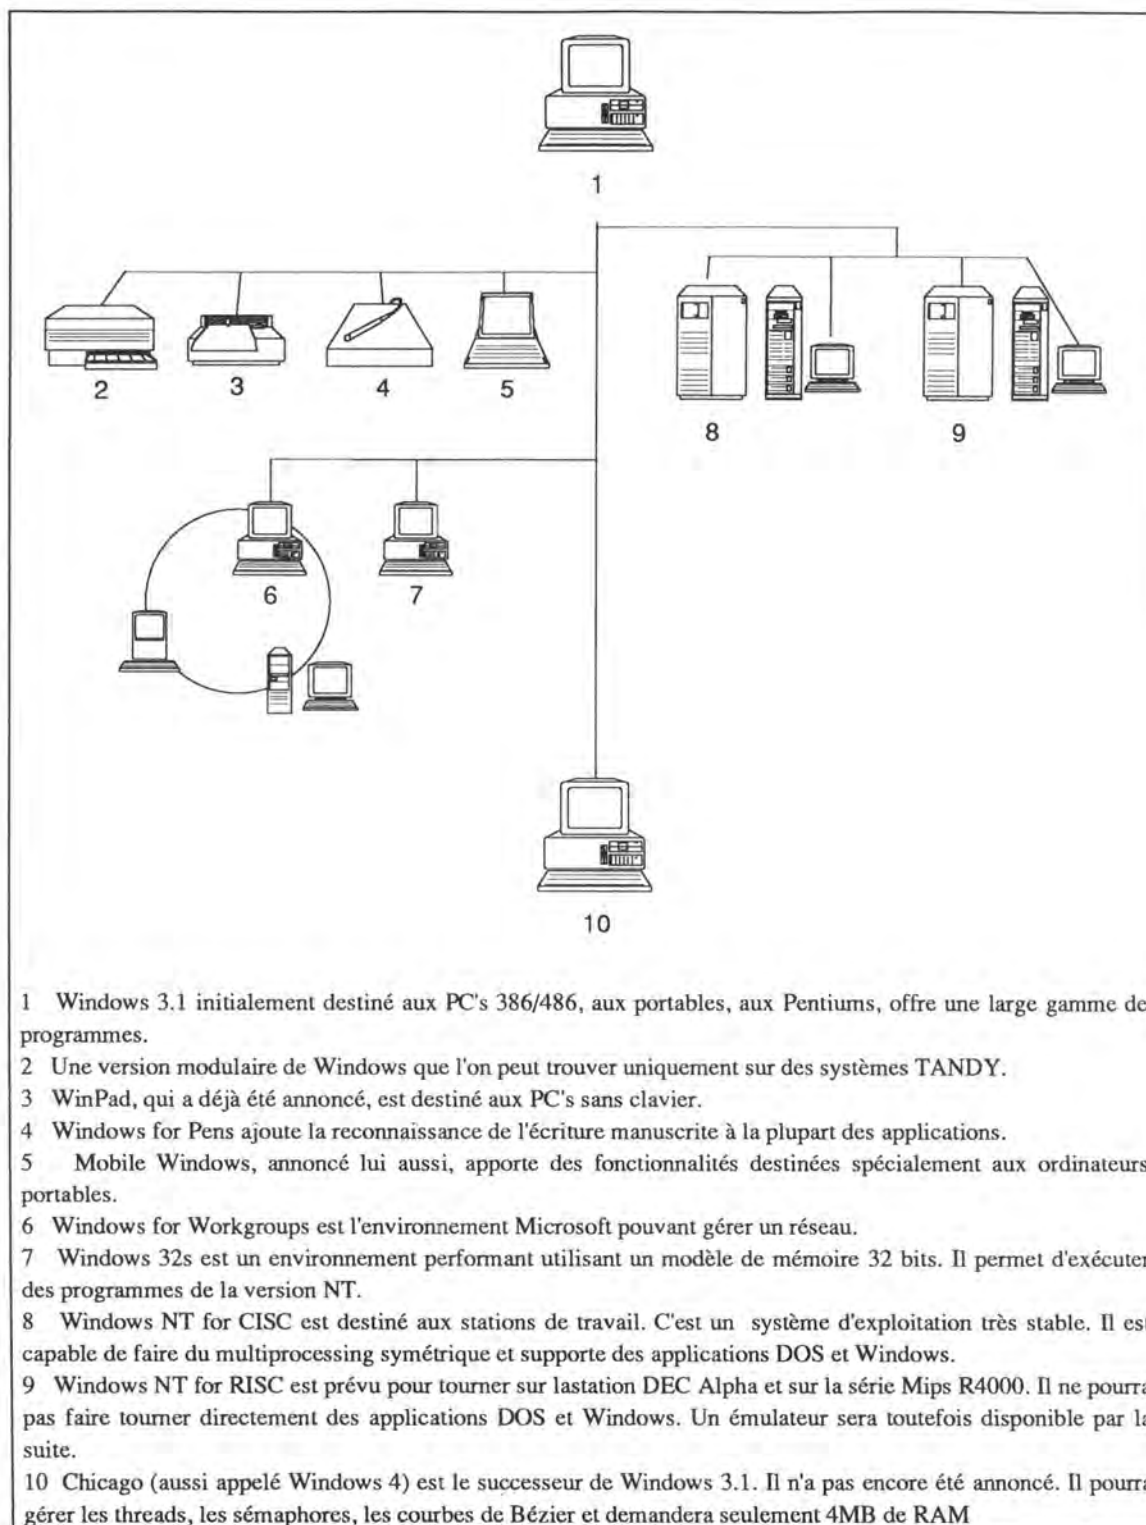 1
2
3
4
5
8
9
6
7
10
1 Windows 3.1 initialement destiné aux PC's 386/486, aux portables, aux Pentiums, offre une large gamme de
programmes.
2 Une version modulaire de Windows que l'on peut trouver uniquement sur des systèmes TANDY.
3 WinPad, qui a déjà été annoncé, est destiné aux PC's sans clavier.
4 Windows for Pens ajoute la reconnaissance de l'écriture manuscrite à la plupart des applications.
5 Mobile Windows, annoncé lui aussi, apporte des fonctionnalités destinées spécialement aux ordinateurs
portables.
6 Windows for Workgroups est l'environnement Microsoft pouvant gérer un réseau.
7 Windows 32s est un environnement performant utilisant un modèle de mémoire 32 bits. Il permet d'exécuter
des programmes de la version NT.
8 Windows NT for CISC est destiné aux stations de travail. C'est un système d'exploitation très stable. Il est
capable de faire du multiprocessing symétrique et supporte des applications DOS et Windows.
9 Windows NT for RISC est prévu pour tourner sur lastation DEC Alpha et sur la série Mips R4000. Il ne pourra
pas faire tourner directement des applications DOS et Windows. Un émulateur sera toutefois disponible par la
suite.
10 Chicago (aussi appelé Windows 4) est le successeur de Windows 3.1. Il n'a pas encore été annoncé. Il pourra
gérer les threads, les sémaphores, les courbes de Bézier et demandera seulement 4MB de RAM